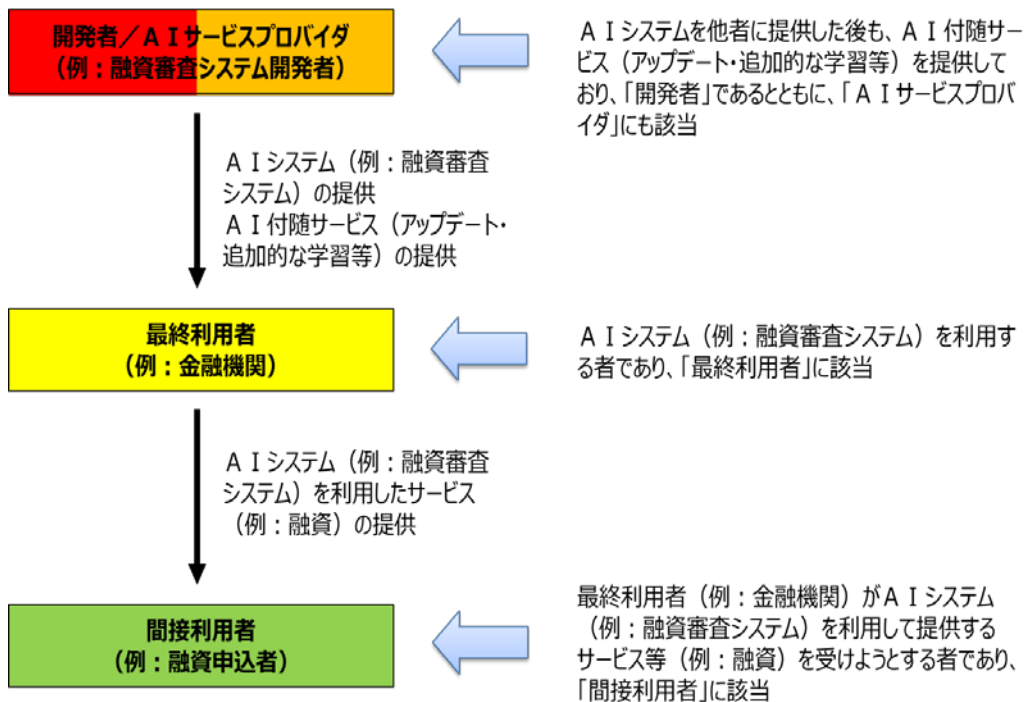 開発者／ＡＩサービスプロバイダ
（例：融資審査システム開発者）
ＡＩシステムを他者に提供した後も、ＡＩ付随サー
ビス（アップデート・追加的な学習等）を提供して
おり、「開発者」であるとともに、「ＡＩサービスプロバ
イダ」にも該当
ＡＩシステム（例：融資審査
システム）の提供
ＡＩ付随サービス（アップデート・
追加的な学習等）の提供
最終利用者
（例：金融機関）
ＡＩシステム（例：融資審査システム）を利用す
る者であり、「最終利用者」に該当
ＡＩシステム（例：融資審査
システム）を利用したサービス
（例：融資）の提供
間接利用者
（例：融資申込者）
最終利用者（例：金融機関）がＡＩシステム
（例：融資審査システム）を利用して提供する
サービス等（例：融資）を受けようとする者であり、
「間接利用者」に該当